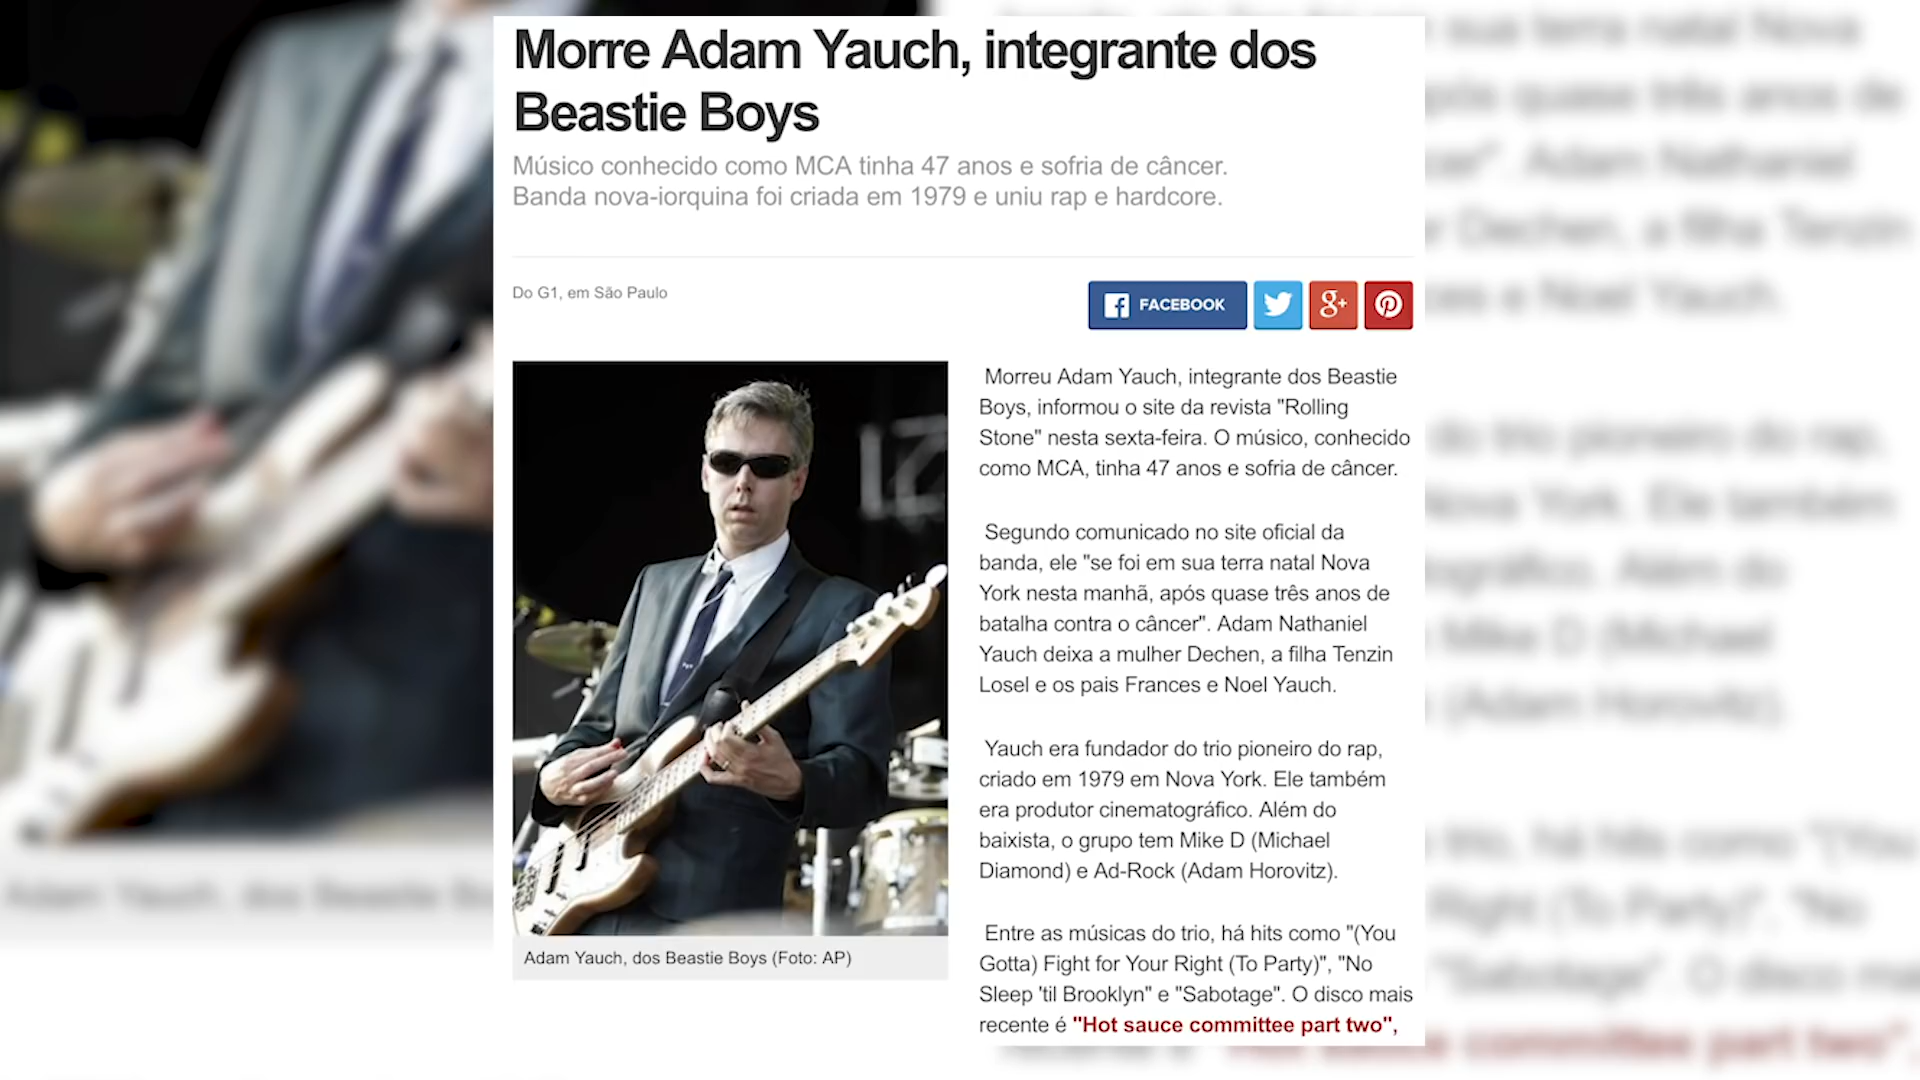 Morre Adam Yauch, integrante dos
Beastie Boys
Músico conhecido como MCA tinha 47 anos e sofria de câncer.
Banda nova-iorquina foi criada em 1979 e uniu rap e hardcore.
Do G1, em São Paulo
FACEBOOK
g+
Morreu Adam Yauch, integrante dos Beastie
Boys, informou o site da revista "Rolling
Stone" nesta sexta-feira. O músico, conhecido
como MCA, tinha 47 anos e sofria de câncer.
Segundo comunicado no site oficial da
banda, ele "se foi em sua terra natal Nova
York nesta manhã, após quase três anos de
batalha contra o câncer". Adam Nathaniel
Yauch deixa a mulher Dechen, a filha Tenzin
Losel e os pais Frances e Noel Yauch.
Yauch era fundador do trio pioneiro do rap,
criado em 1979 em Nova York. Ele também
era produtor cinematográfico. Além do
baixista, o grupo tem Mike D (Michael
Diamond) e Ad-Rock (Adam Horovitz).
Entre as músicas do trio, há hits como "(You
Gotta) Fight for Your Right (To Party)", "No
Sleep 'til Brooklyn" e "Sabotage". O disco mais
recente é "Hot sauce committee part two",
Adam Yauch, dos Beastie Boys (Foto: AP)